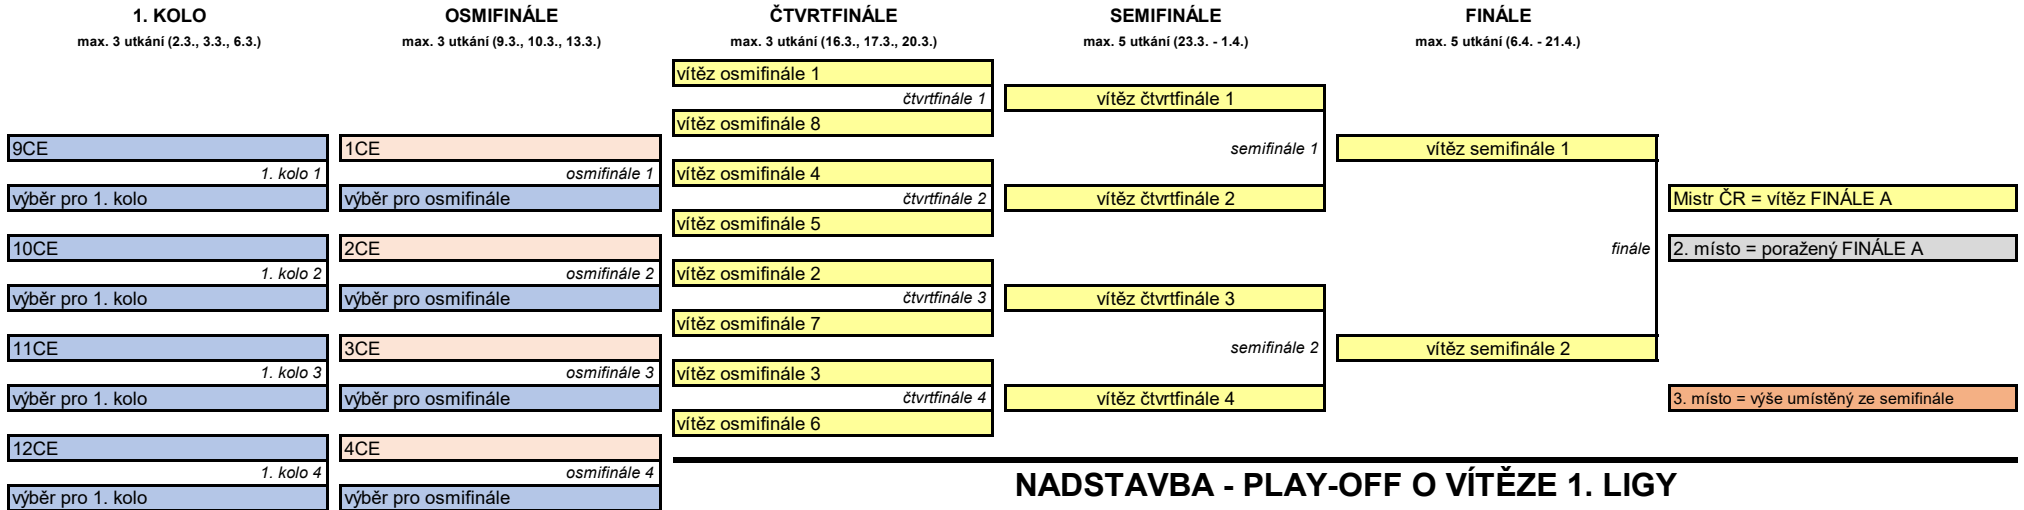 1. KOLO
max. 3 utkání (2.3., 3.3., 6.3.)
OSMIFINÁLE
max. 3 utkání (9.3., 10.3., 13.3.)
ČTVRTFINÁLE
max. 3 utkání (16.3., 17.3., 20.3.)
SEMIFINÁLE
max. 5 utkání (23.3. - 1.4.)
FINÁLE
max. 5 utkání (6.4. - 21.4.)
9CE
1. kolo 1
výběr pro 1. kolo
10CE
1. kolo 2
výběr pro 1. kolo
11CE
1. kolo 3
výběr pro 1. kolo
12CE
1. kolo 4
výběr pro 1. kolo
1CE
osmifinále 1
výběr pro osmifinále
2CE
osmifinále 2
výběr pro osmifinále
3CE
osmifinále 3
výběr pro osmifinále
4CE
osmifinále 4
výběr pro osmifinále
vítěz osmifinále 1
čtvrtfinále 1
vítěz osmifinále 8
vítěz osmifinále 4
čtvrtfinále 2
vítěz osmifinále 5
vítěz osmifinále 2
čtvrtfinále 3
vítěz osmifinále 7
vítěz osmifinále 3
čtvrtfinále 4
vítěz osmifinále 6
vítěz čtvrtfinále 1
semifinále 1
vítěz čtvrtfinále 2
vítěz čtvrtfinále 3
semifinále 2
vítěz čtvrtfinále 4
vítěz semifinále 1
finále
vítěz semifinále 2
Mistr ČR = vítěz FINÁLE A
2. místo = poražený FINÁLE A
3. místo = výše umístěný ze semifinále
NADSTAVBA - PLAY-OFF O VÍTĚZE 1. LIGY